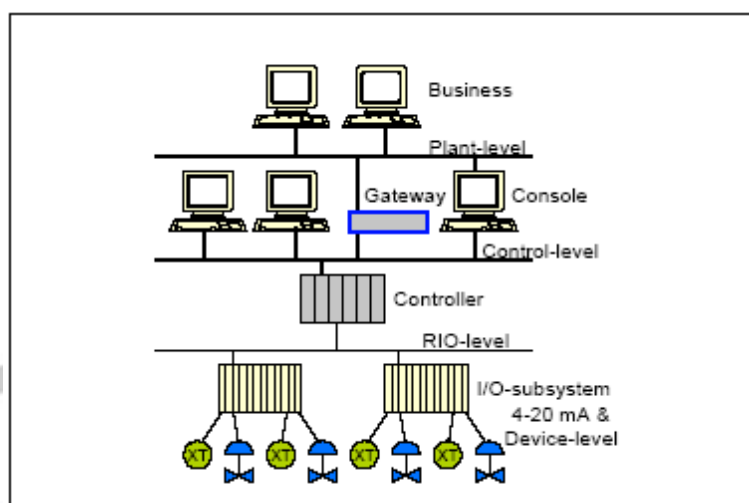 Business
Plant-level
Gateway
Console
Control-level
Controller
RIO-level
I/O-subsystem
4-20 mA &
Device-level
XT
XT
XT
XT